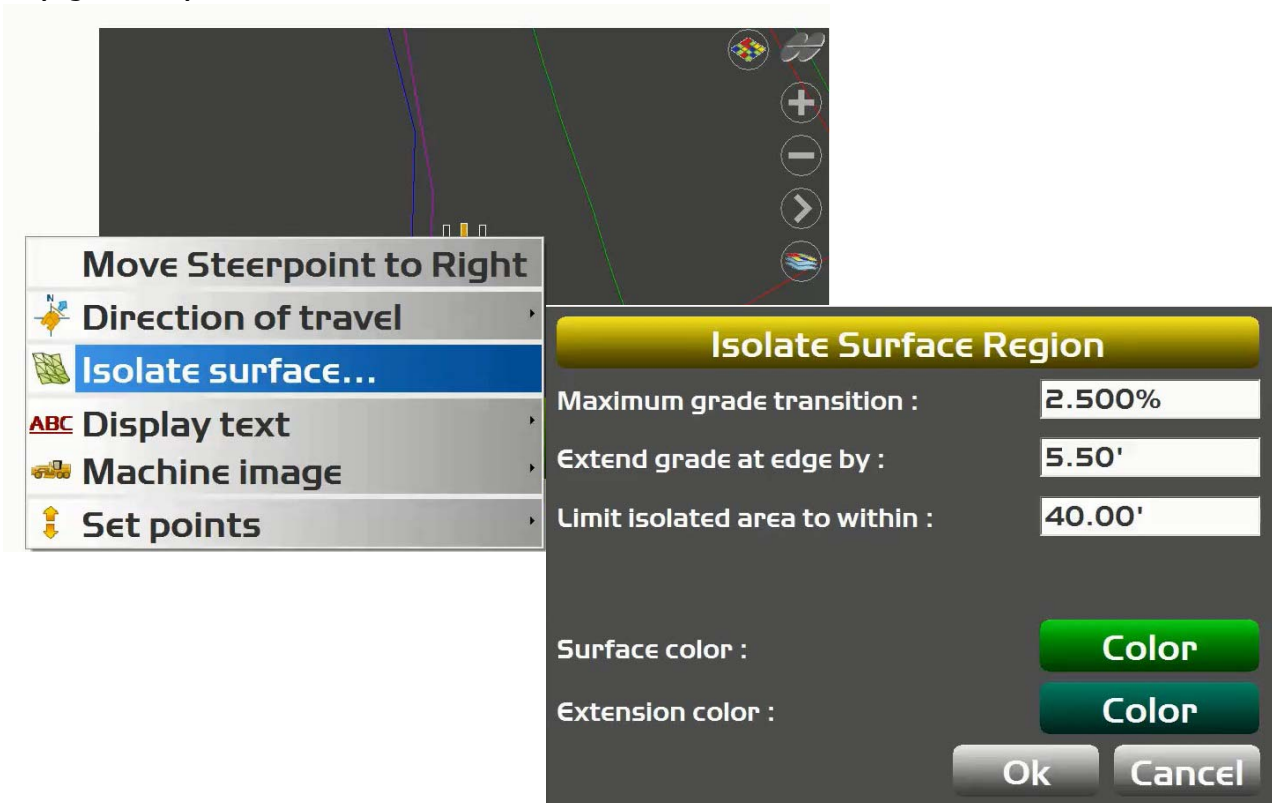 Move Steerpoint to Right
N
Direction of travel
Isolate surface...
ABC Display text
Machine image
Set points
Isolate Surface Region
Maximum grade transition : 2.500%
Extend grade at edge by : 5.50'
Limit isolated area to within : 40.00'
Surface color : Color
Extension color : Color
Ok Cancel